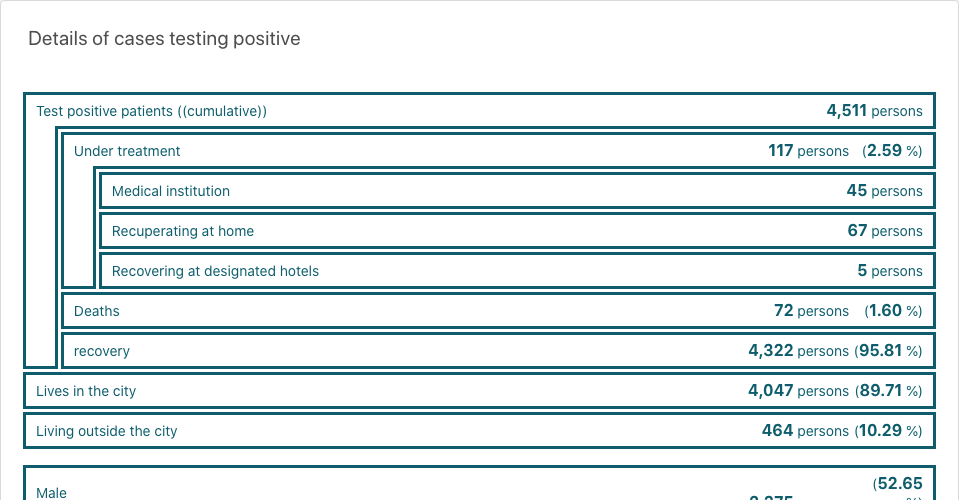 Details of cases testing positive
Test positive patients ((cumulative)) 4,511 persons
Under treatment 117 persons (2.59 %)
Medical institution 45 persons
Recuperating at home 67 persons
Recovering at designated hotels 5 persons
Deaths 72 persons (1.60 %)
recovery 4,322 persons (95.81 %)
Lives in the city 4,047 persons (89.71 %)
Living outside the city 464 persons (10.29 %)
Male (52.65